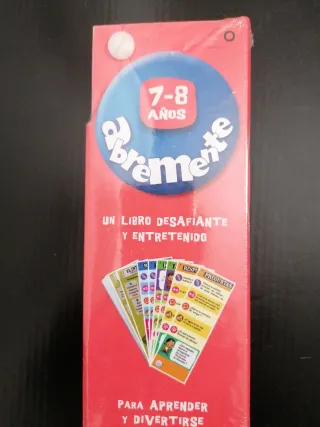 7-8
AÑOS
abremente
UN LIBRO DESAFIANTE
Y ENTRETENIDO
PARA APRENDER
Y DIVERTIRSE